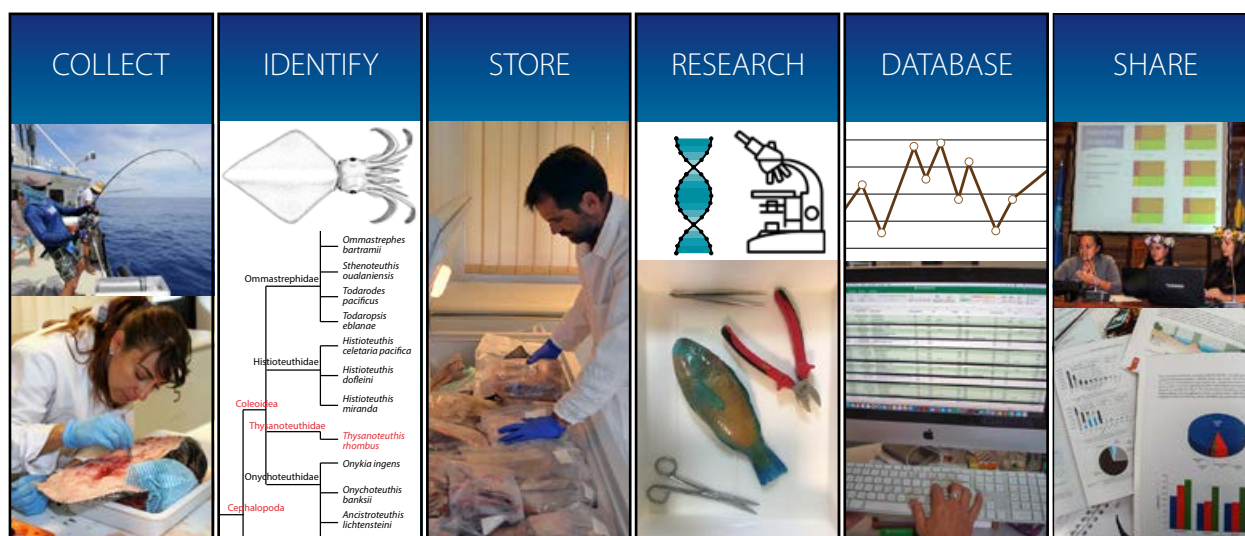 COLLECT
IDENTIFY
STORE
RESEARCH
DATABASE
SHARE
Ommastrephes
bartramii
Sthenoteuthis
oualaniensis
Ommastrephidae
Todarodes
pacificus
Todaropsis
eblanae
Histioteuthis
celetaria pacifica
Histioteuthidae
Histioteuthis
dofleini
Histioteuthis
miranda
Coleoidea
Thysanoteuthidae
Thysanoteuthis
rhombus
Onykia ingens
Onychoteuthidae
Onychoteuthis
banksii
Cephalopoda
Ancistroteuthis
lichtensteini